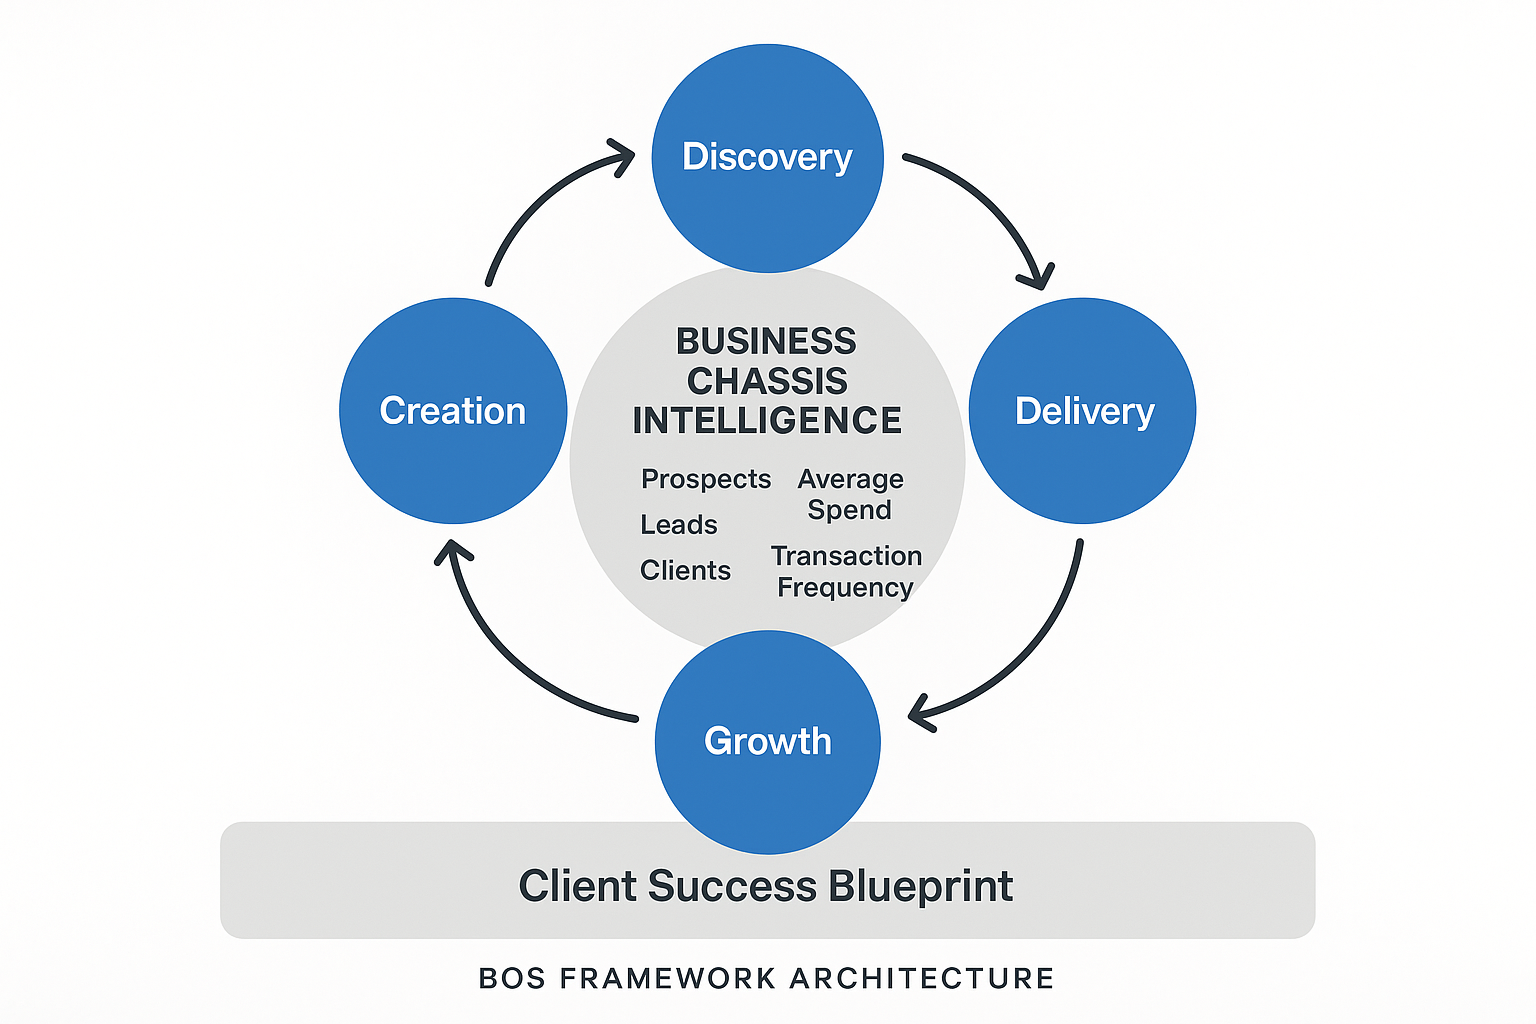 Discovery
Creation
BUSINESS
CHASSIS
INTELLIGENCE
Prospects
Leads
Clients
Average
Spend
Transaction
Frequency
Delivery
Growth
Client Success Blueprint
BOS FRAMEWORK ARCHITECTURE